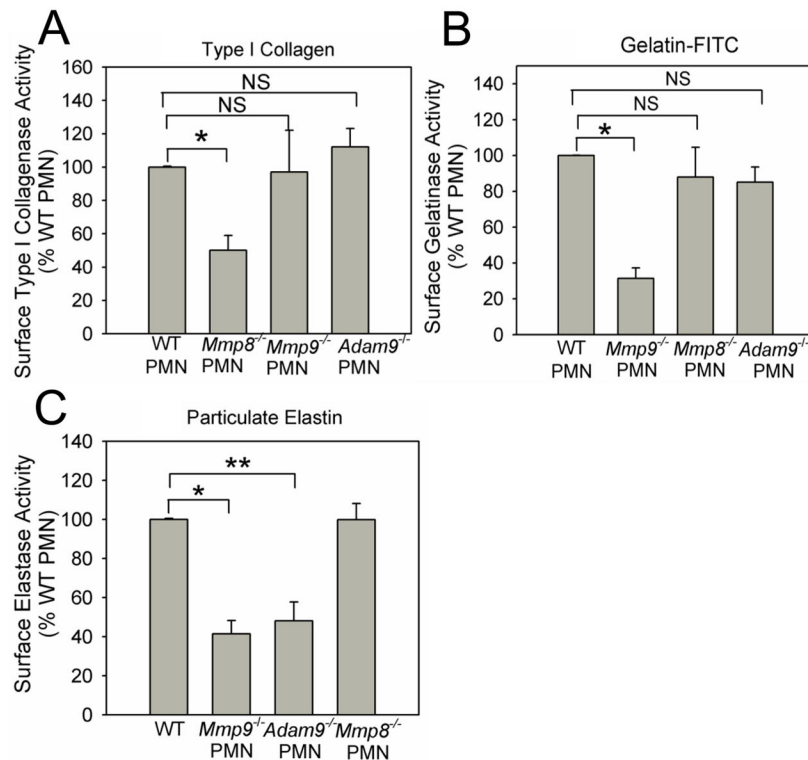 A
Type I Collagen
Surface Type I Collagenase Activity
(% WT PMN)
160
140
120
100
80
60
40
20
0
NS
NS
*
WT
PMN
Mmp8-/-
PMN
Mmp9-/-
PMN
Adam9-/-
PMN
B
Gelatin-FITC
Surface Gelatinase Activity
(% WT PMN)
140
120
100
80
60
40
20
0
NS
NS
*
WT
PMN
Mmp9-/-
PMN
Mmp8-/-
PMN
Adam9-/-
PMN
C
Particulate Elastin
Surface Elastase Activity
(% WT PMN)
140
120
100
80
60
40
20
0
**
*
WT
Mmp9-/-
PMN
Adam9-/-
PMN
Mmp8-/-
PMN